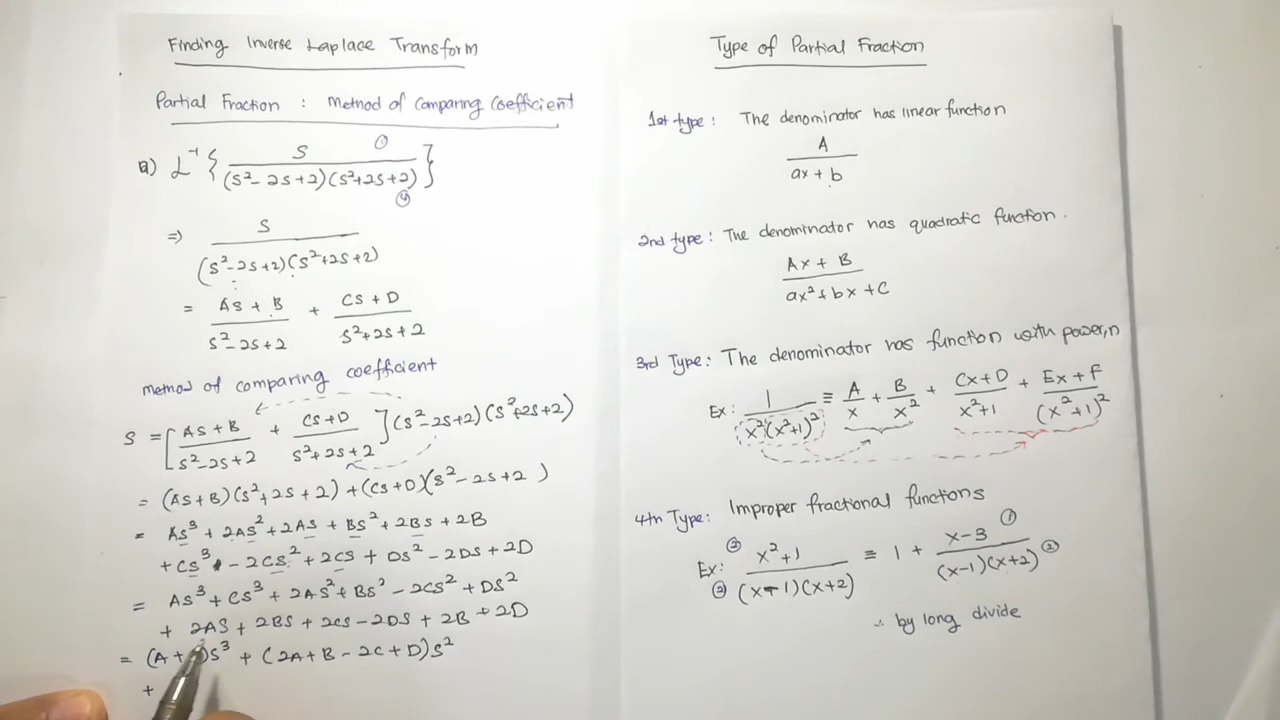 Finding Inverse Laplace Transform
Partial Fraction : Method of Comparing Coefficient
a) L⁻¹ { S ① / (S²- 2S+2)(S²+2S+2) ④ }
=> S / (S²-2S+2)(S²+2S+2)
= AS + B / S²-2S+2 + CS+D / S²+2S+2
method of comparing coefficient
S = [ AS+B / S²-2S+2 + CS+D / S²+2S+2 ] (S²-2S+2)(S²+2S+2)
= (AS+B)(S²+2S+2) + (CS+D)(S²-2S+2)
= AS³ + 2AS² + 2AS + BS² + 2BS + 2B
+ CS³ - 2CS² + 2CS + DS² - 2DS + 2D
= AS³ + CS³ + 2AS² + BS² - 2CS² + DS²
+ 2AS + 2BS + 2CS - 2DS + 2B + 2D
= (A+ )S³ + (2A+B-2C+D)S²
+
Type of Partial Fraction
1st type : The denominator has linear function
A / ax + b
2nd type : The denominator has quadratic function.
Ax + B / ax² + bx + C
3rd Type : The denominator has function with power,n
Ex : 1 / x²(x²+1)² ≡ A / x + B / x² + Cx+D / x²+1 + Ex+F / (x²+1)²
4th Type : Improper fractional functions
Ex : ② x²+1 / ② (x-1)(x+2) ≡ 1 + x-3 ① / (x-1)(x+2) ②
∴ by long divide